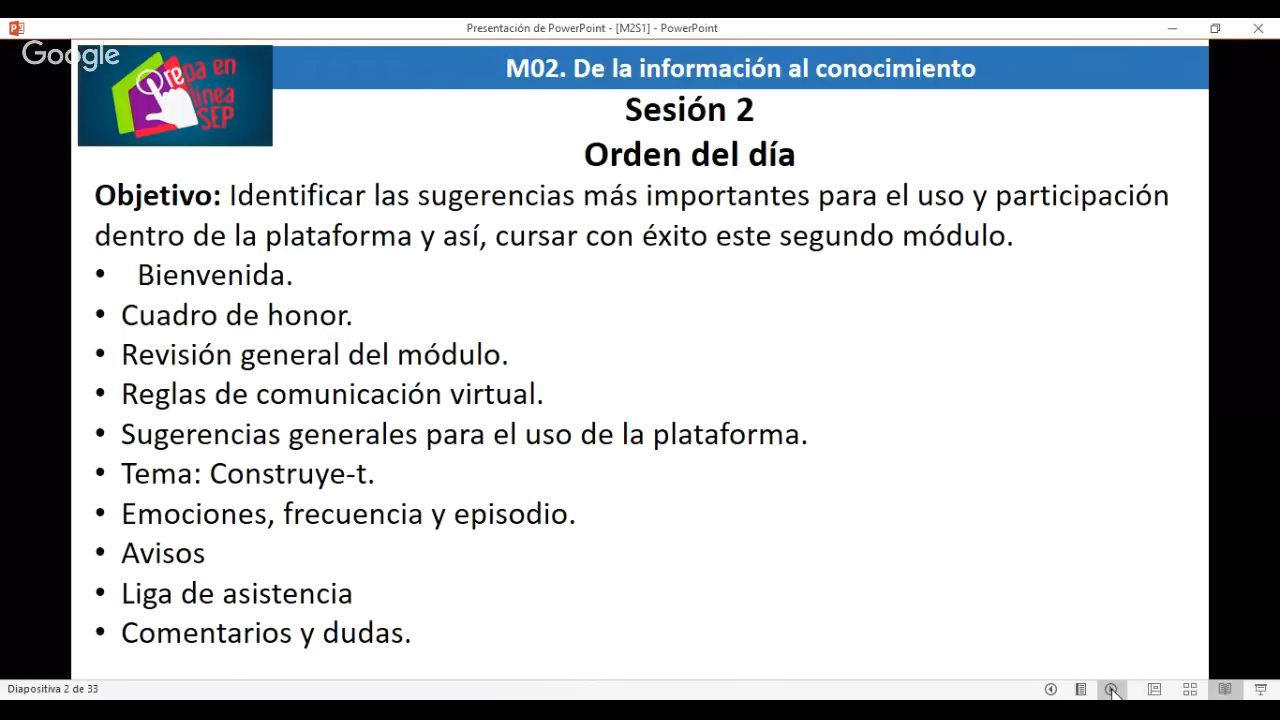 Presentación de PowerPoint - [M2S1] - PowerPoint
Google
Prepa en
línea
SEP
M02. De la información al conocimiento
Sesión 2
Orden del día
Objetivo: Identificar las sugerencias más importantes para el uso y participación
dentro de la plataforma y así, cursar con éxito este segundo módulo.
• Bienvenida.
• Cuadro de honor.
• Revisión general del módulo.
• Reglas de comunicación virtual.
• Sugerencias generales para el uso de la plataforma.
• Tema: Construye-t.
• Emociones, frecuencia y episodio.
• Avisos
• Liga de asistencia
• Comentarios y dudas.
Diapositiva 2 de 33